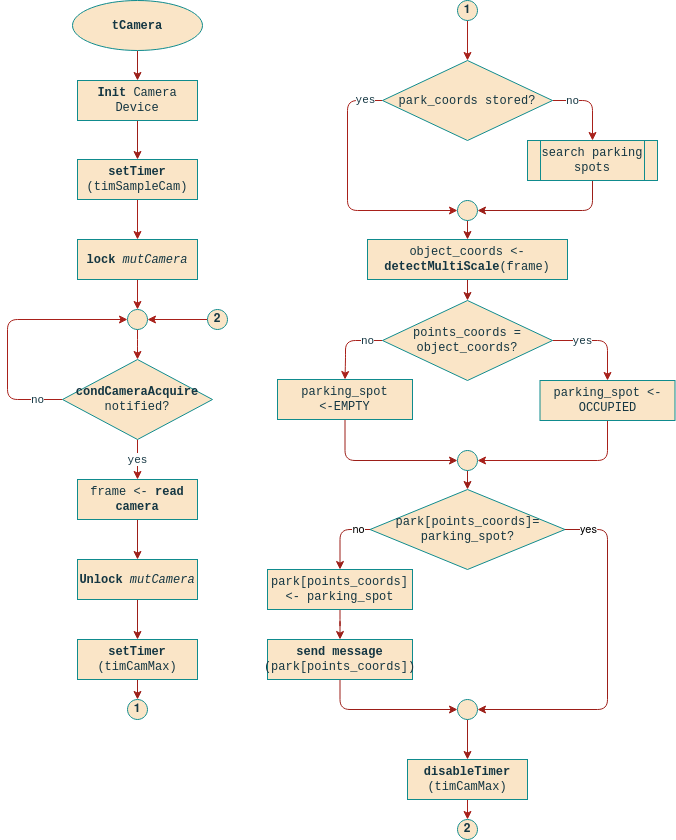 tCamera
Init Camera
Device
setTimer
(timSampleCam)
lock mutCamera
2
condCameraAcquire
notified?
no
yes
frame <- read
camera
Unlock mutCamera
setTimer
(timCamMax)
1
1
park_coords stored?
yes
no
search parking
spots
object_coords <-
detectMultiScale(frame)
points_coords =
object_coords?
no
yes
parking_spot
<-EMPTY
parking_spot <-
OCCUPIED
park[points_coords]=
parking_spot?
no
yes
park[points_coords]
<- parking_spot
send message
(park[points_coords])
disableTimer
(timCamMax)
2